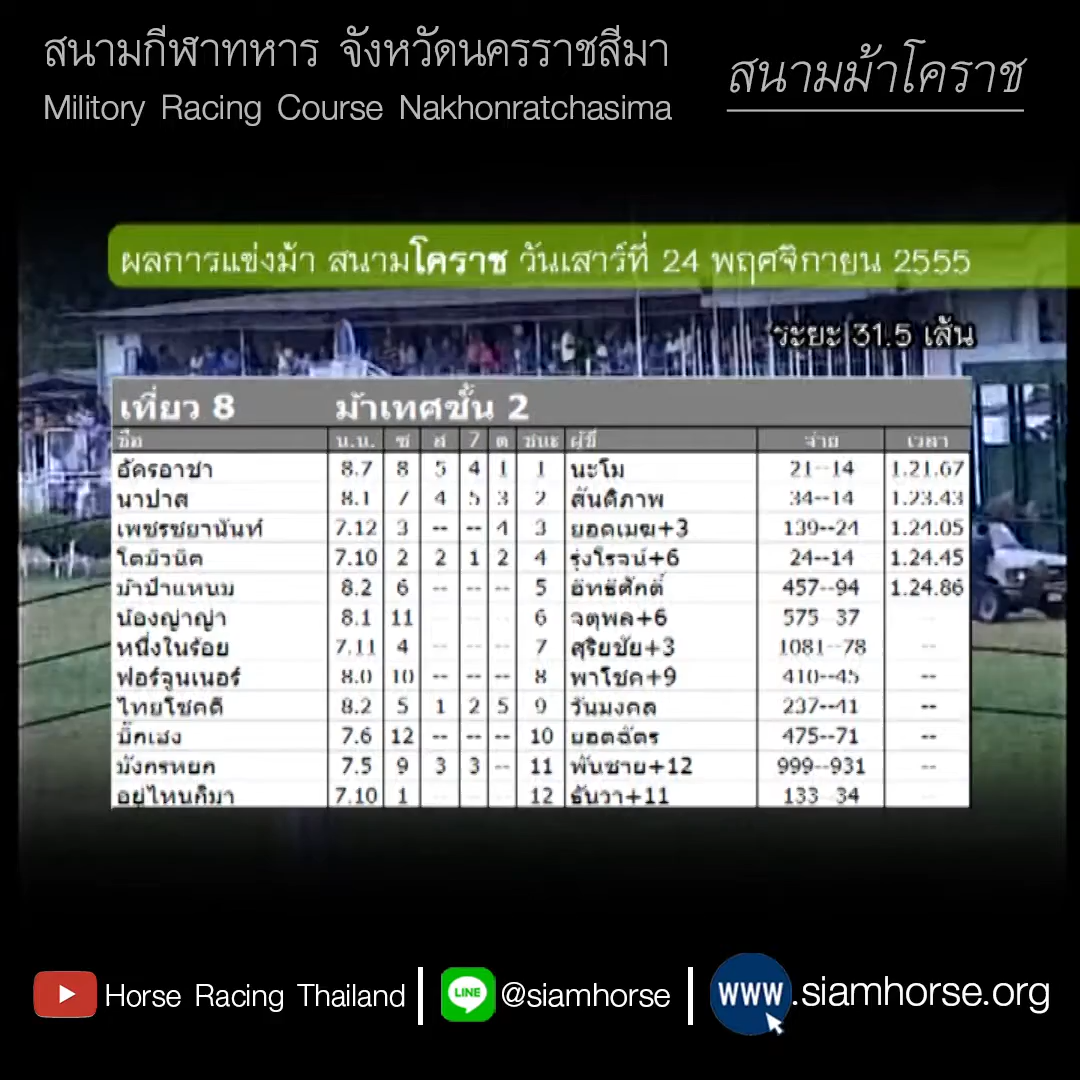 สนามกีฬาทหาร จังหวัดนครราชสีมา
Militory Racing Course Nakhonratchasima
สนามม้าโคราช
ผลการแข่งม้า สนามโคราช วันเสาร์ที่ 24 พฤศจิกายน 2555
ระยะ 31.5 เส้น
เที่ยว 8 ม้าเทศชั้น 2
ชื่อ น.น. ซ ส 7 ต ชนะ ผู้ขี่ จ่าย เวลา
อัครอาชา 8.7 8 5 4 1 1 นะโม 21--14 1.21.67
นาปาส 8.1 7 4 5 3 2 สันติภาพ 34--14 1.23.43
เพชรชยานันท์ 7.12 3 -- -- 4 3 ยอดเมฆ+3 139--24 1.24.05
โตมิวนิค 7.10 2 2 1 2 4 รุ่งโรจน์+6 24--14 1.24.45
ม้าป่าแหนม 8.2 6 -- -- -- 5 อิทธิศักดิ์ 457--94 1.24.86
น้องญ่าญ่า 8.1 11 -- -- -- 6 จตุพล+6 575--37 --
หนึ่งในร้อย 7.11 4 -- -- -- 7 สุริยชัย+3 1081--78 --
ฟอร์จูนเนอร์ 8.0 10 -- -- -- 8 พาโชค+9 410--45 --
ไทยโชคดี 8.2 5 1 2 5 9 วันมงคล 237--41 --
บิ๊กเฮง 7.6 12 -- -- -- 10 ยอดฉัตร 475--71 --
มังกรหยก 7.5 9 3 3 -- 11 พันชาย+12 999--931 --
อยู่ไหนก็มา 7.10 1 -- -- -- 12 ธันวา+11 133--34 --
Horse Racing Thailand
LINE @siamhorse
www.siamhorse.org